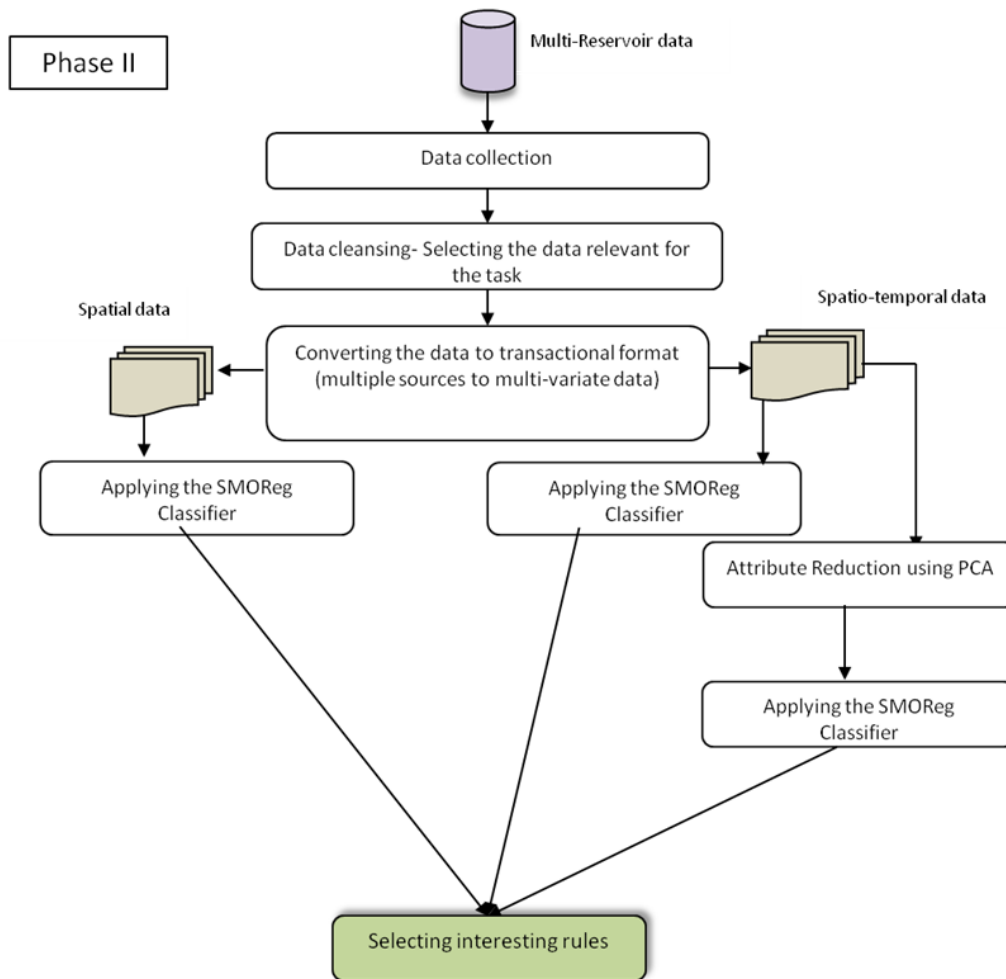 Multi-Reservoir data
Phase II
Data collection
Data cleansing- Selecting the data relevant for
the task
Spatial data
Spatio-temporal data
Converting the data to transactional format
(multiple sources to multi-variate data)
Applying the SMOReg
Classifier
Applying the SMOReg
Classifier
Attribute Reduction using PCA
Applying the SMOReg
Classifier
Selecting interesting rules